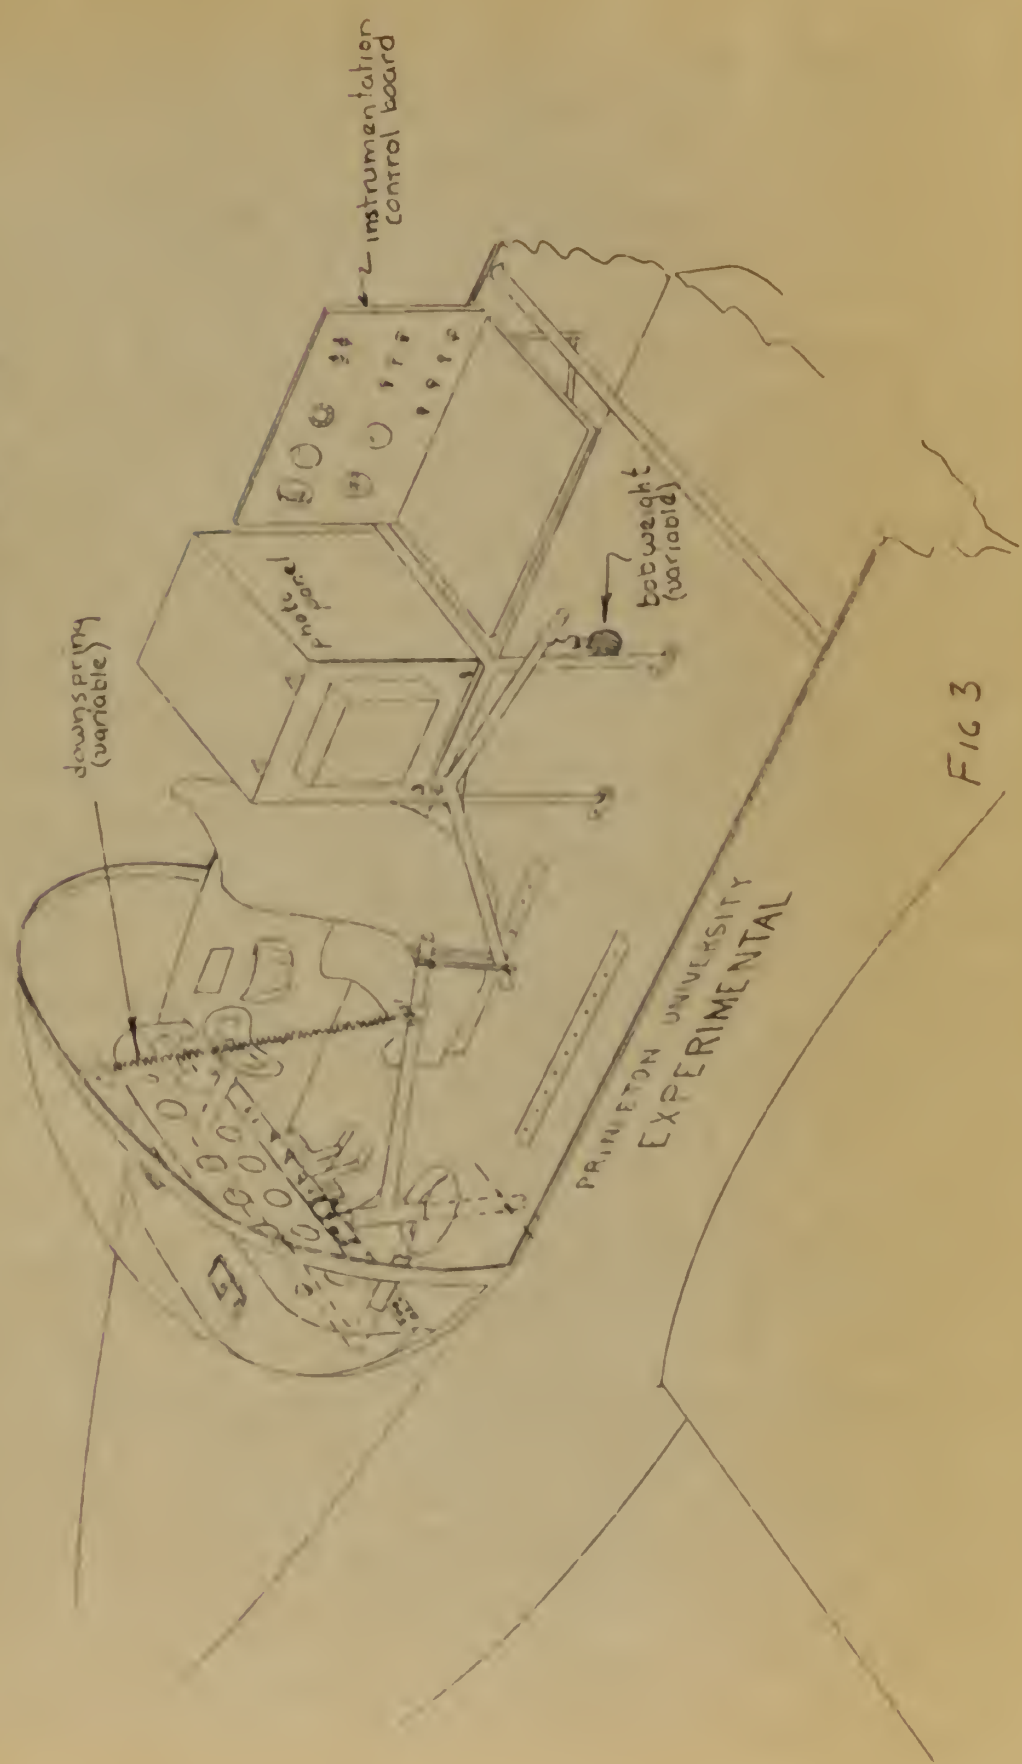 downspring
(variable)
instrumentation
control board
photo
panel
bobweight
(variable)
PRINCETON UNIVERSITY
EXPERIMENTAL
FIG 3